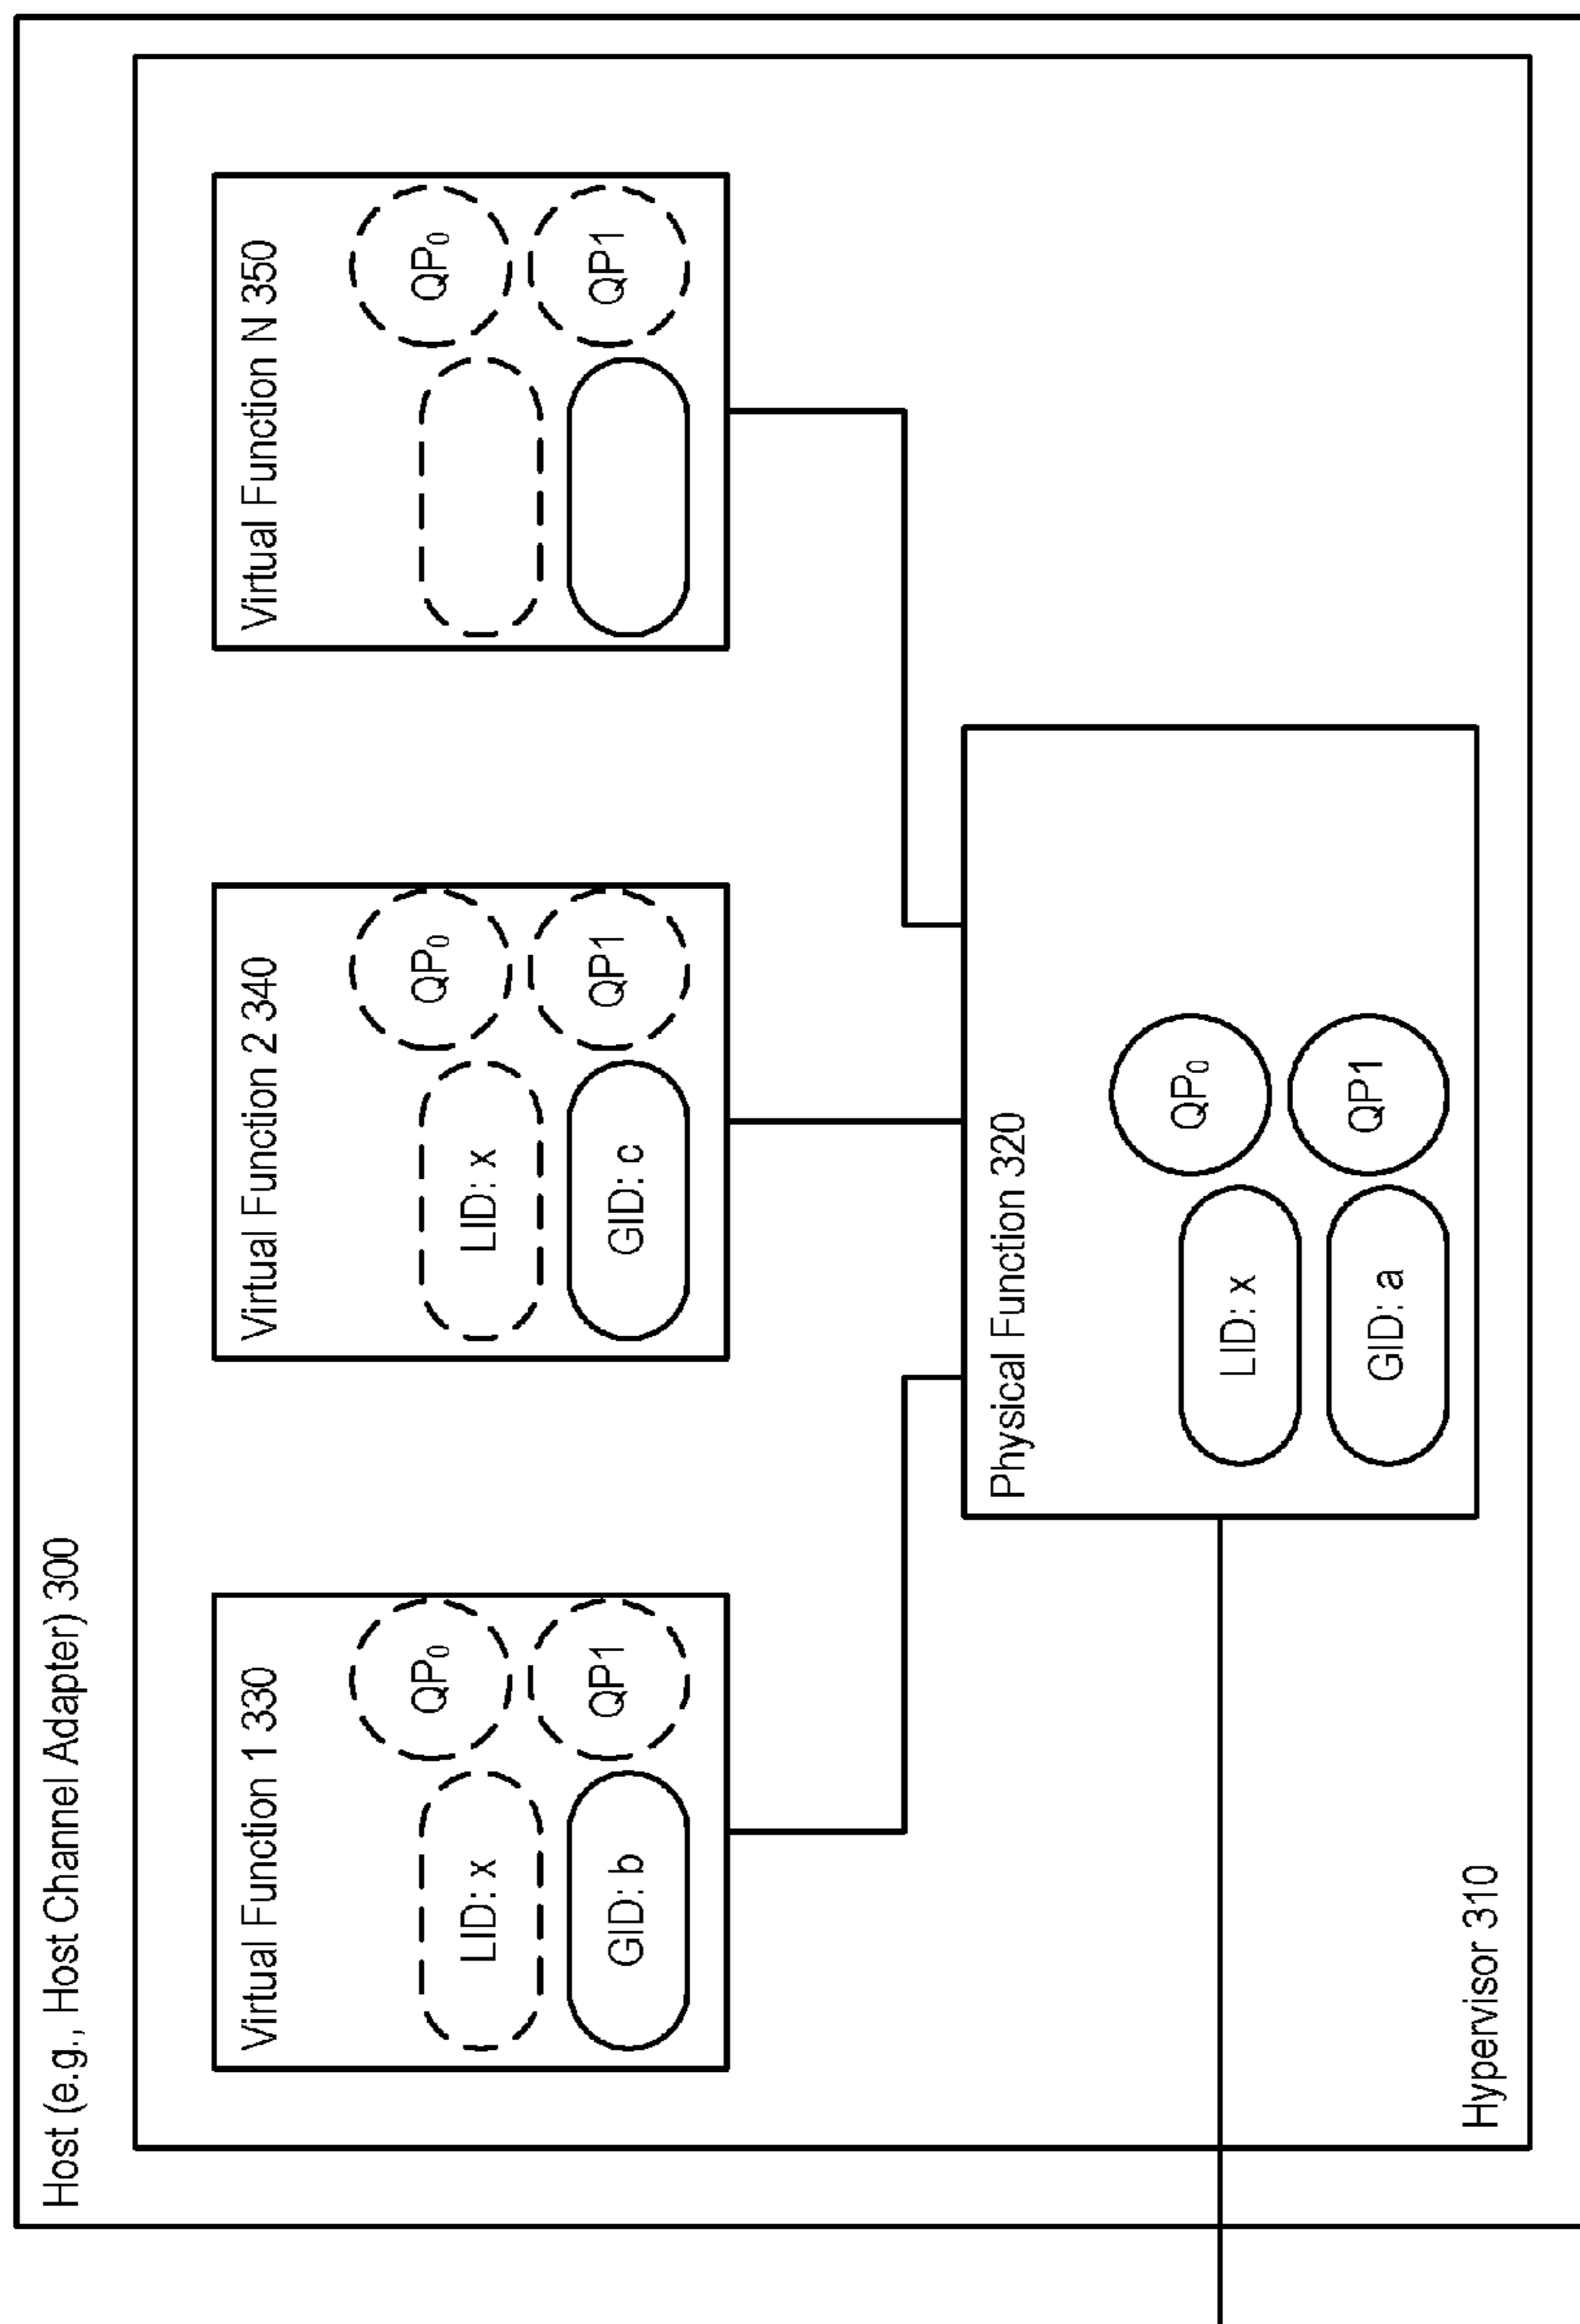 Host (e.g., Host Channel Adapter) 300
Virtual Function 1 330
LID: x
QP₀
GID: b
QP1
Virtual Function 2 340
LID: x
QP₀
GID: c
QP1
Virtual Function N 350
QP₀
QP1
Physical Function 320
LID: x
QP₀
GID: a
QP1
Hypervisor 310